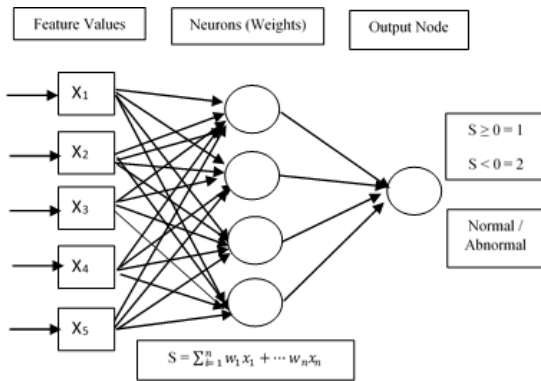 Feature Values
Neurons (Weights)
Output Node
X₁
X₂
X₃
X₄
X₅
S ≥ 0 = 1
S < 0 = 2
Normal /
Abnormal
S = ∑ⁿᵢ₌₁ w₁x₁ + ⋯ wₙxₙ